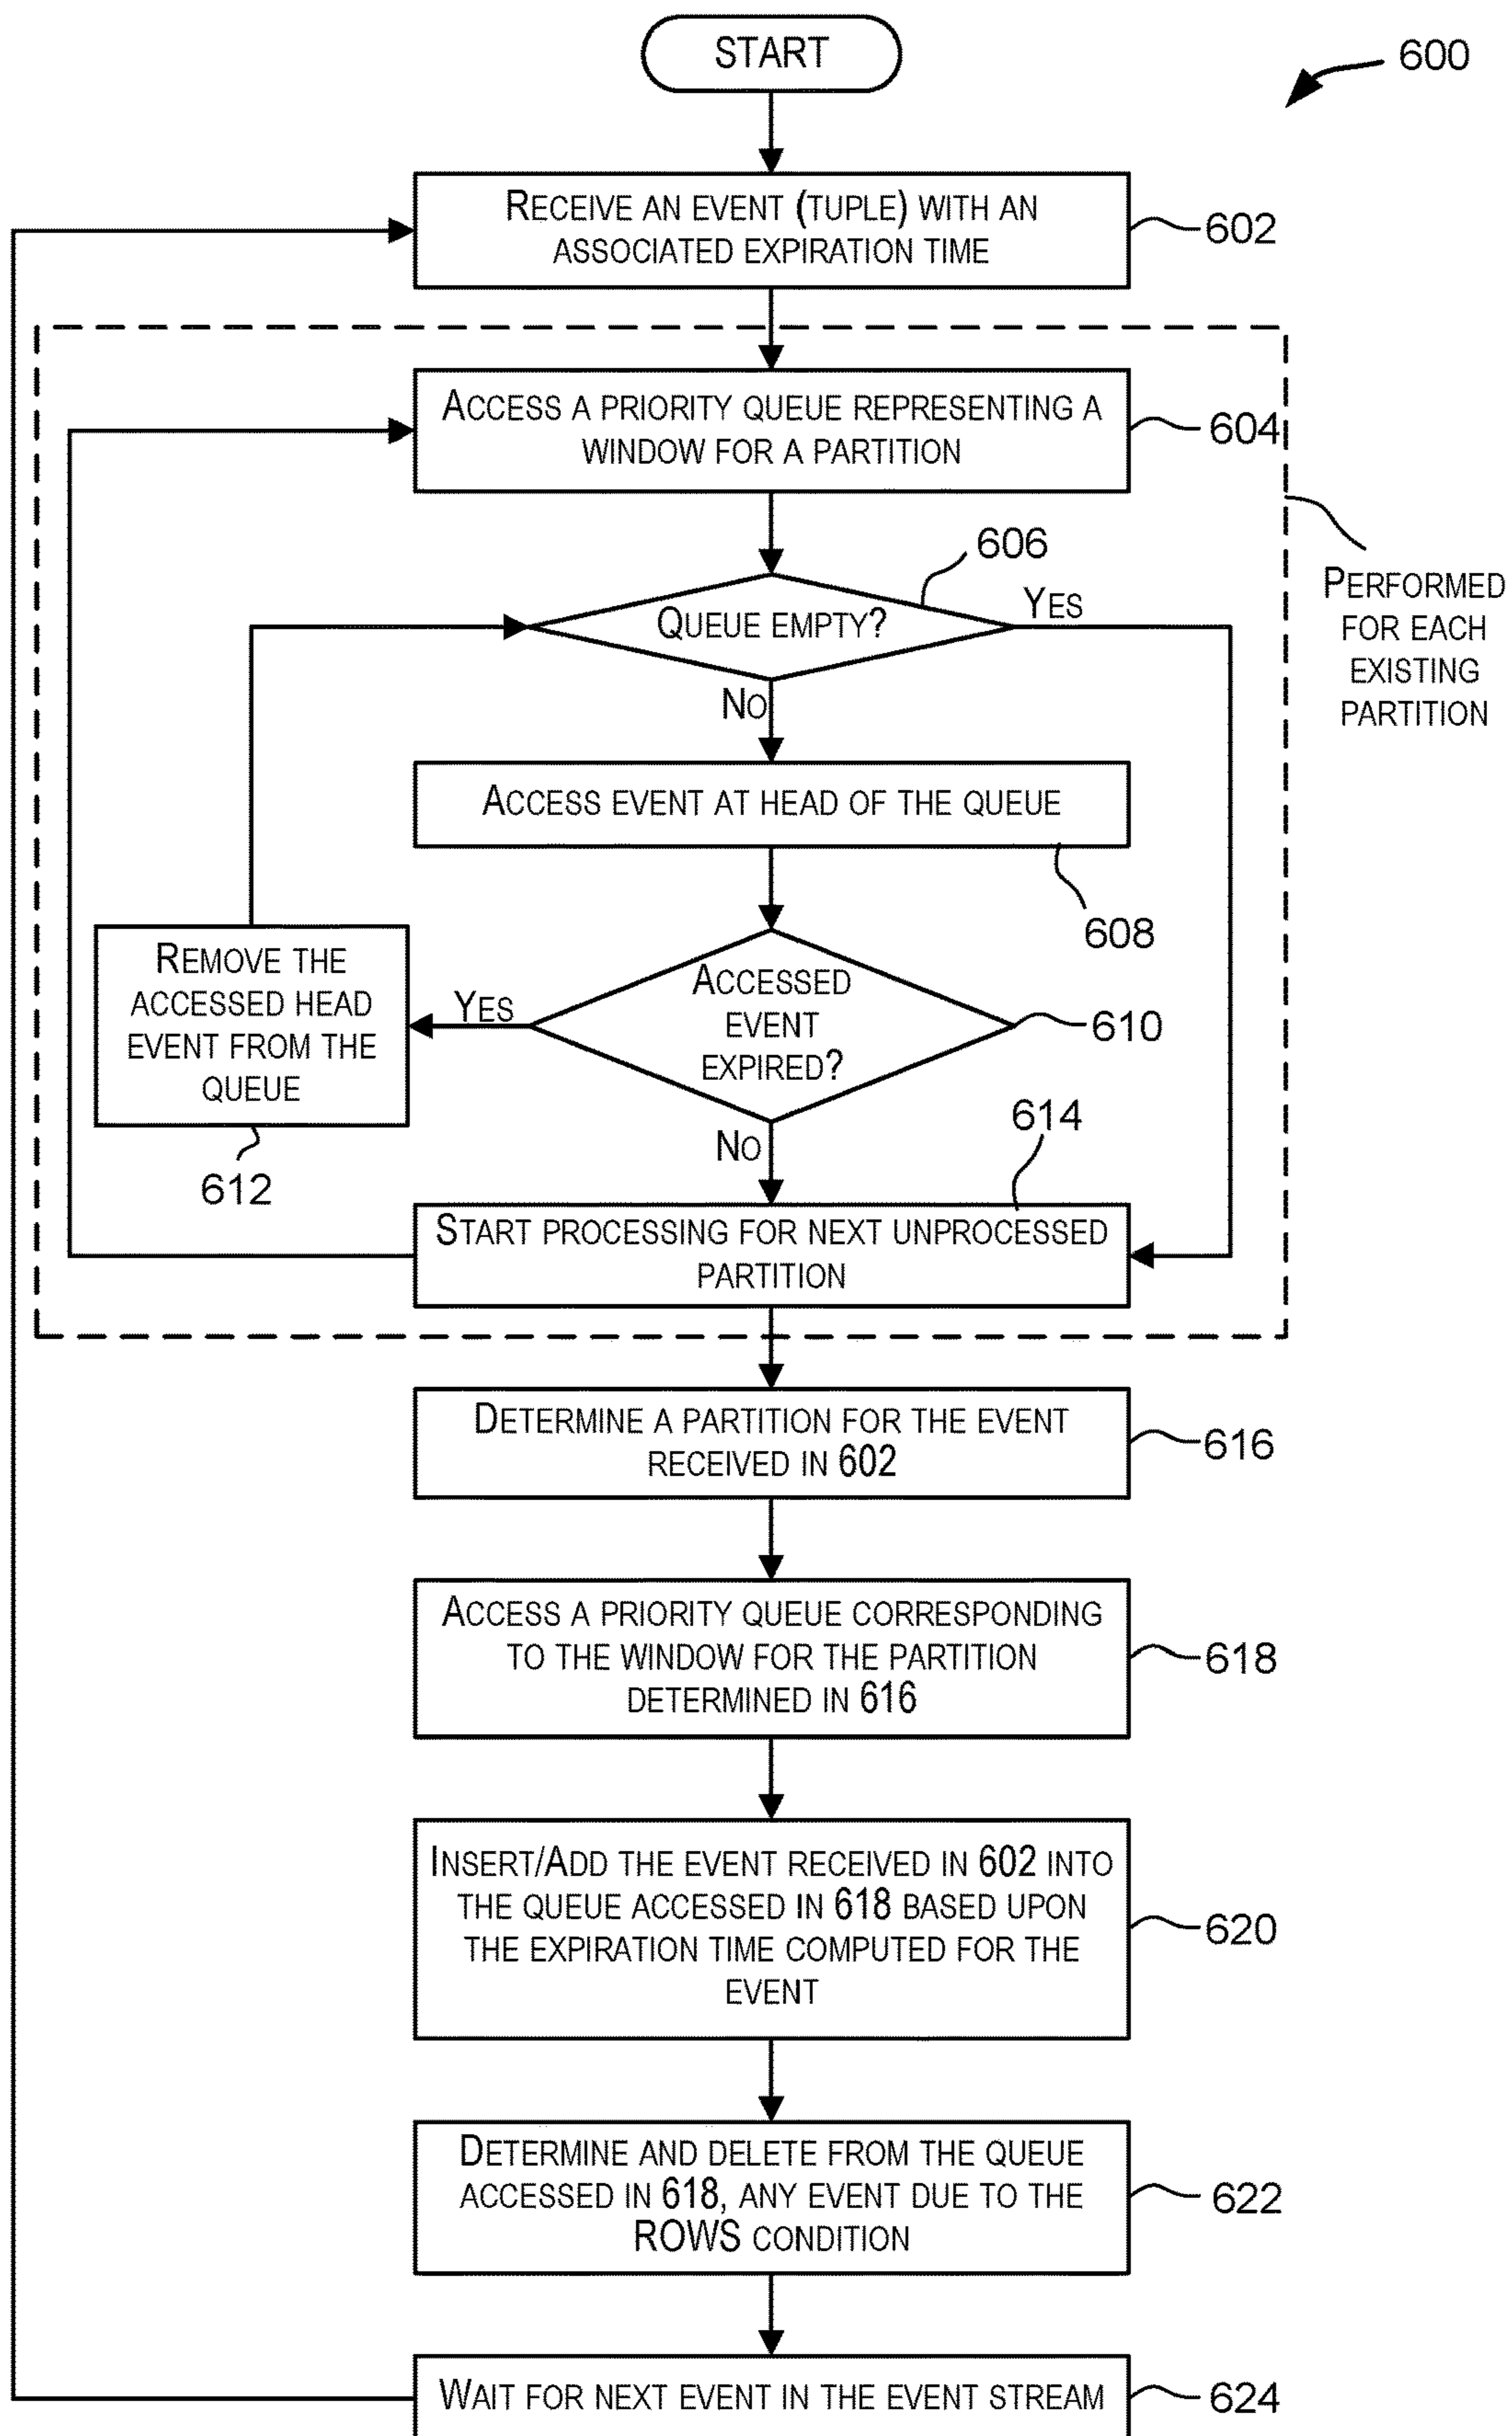 START
600
RECEIVE AN EVENT (TUPLE) WITH AN
ASSOCIATED EXPIRATION TIME
602
ACCESS A PRIORITY QUEUE REPRESENTING A
WINDOW FOR A PARTITION
604
606
QUEUE EMPTY?
YES
NO
PERFORMED
FOR EACH
EXISTING
PARTITION
ACCESS EVENT AT HEAD OF THE QUEUE
608
REMOVE THE
ACCESSED HEAD
EVENT FROM THE
QUEUE
612
YES
ACCESSED
EVENT
EXPIRED?
610
NO
614
START PROCESSING FOR NEXT UNPROCESSED
PARTITION
DETERMINE A PARTITION FOR THE EVENT
RECEIVED IN 602
616
ACCESS A PRIORITY QUEUE CORRESPONDING
TO THE WINDOW FOR THE PARTITION
DETERMINED IN 616
618
INSERT/ADD THE EVENT RECEIVED IN 602 INTO
THE QUEUE ACCESSED IN 618 BASED UPON
THE EXPIRATION TIME COMPUTED FOR THE
EVENT
620
DETERMINE AND DELETE FROM THE QUEUE
ACCESSED IN 618, ANY EVENT DUE TO THE
ROWS CONDITION
622
WAIT FOR NEXT EVENT IN THE EVENT STREAM
624